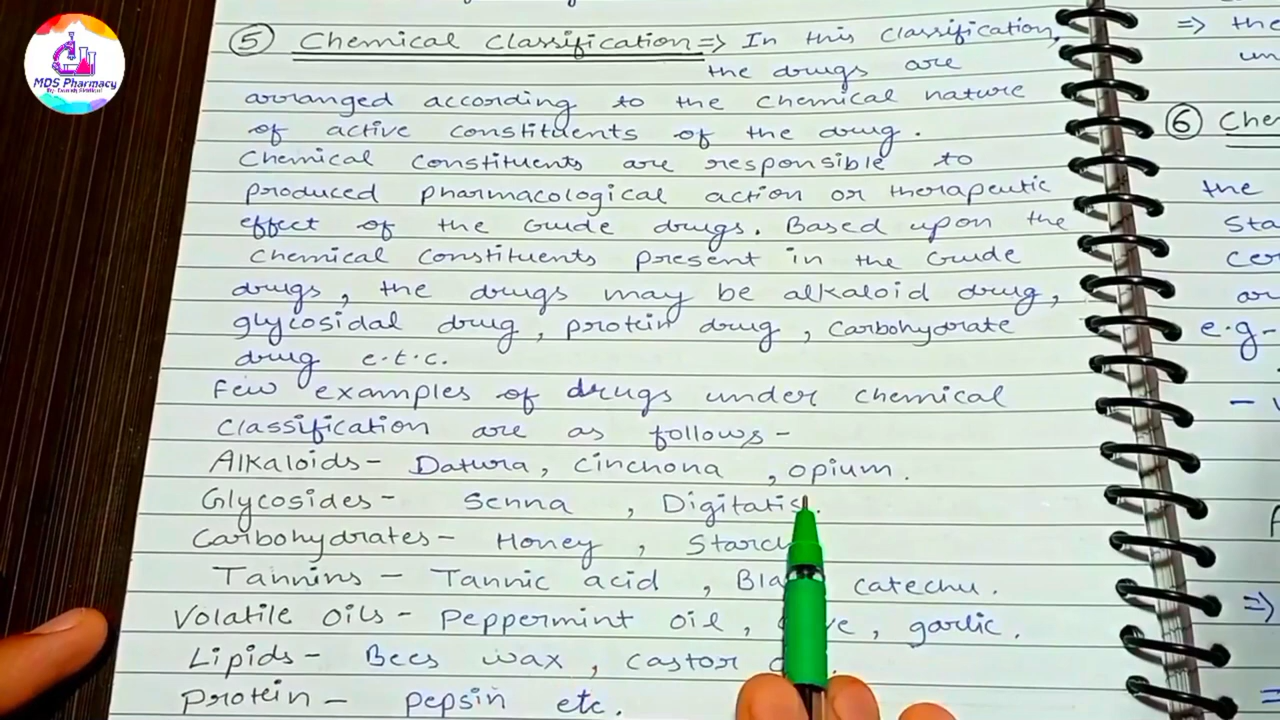 MDS Pharmacy
By Danish Siddiqui
⑤ Chemical Classification ⇒ In this classification,
the drugs are
arranged according to the chemical nature
of active constituents of the drug.
Chemical constituents are responsible to
produced pharmacological action or therapeutic
effect of the crude drugs. Based upon the
chemical constituents present in the crude
drugs, the drugs may be alkaloid drug,
glycosidal drug, protein drug, carbohydrate
drug e.t.c.
Few examples of drugs under chemical
classification are as follows -
Alkaloids - Datura, Cinchona, opium.
Glycosides - Senna, Digitatis.
Carbohydrates - Honey, Starch
Tannins - Tannic acid, catechu.
Volatile oils - Peppermint oil, garlic.
Lipids - Bees wax, castor
Protein - pepsin etc.
⇒ the
⑥
the
e.g-